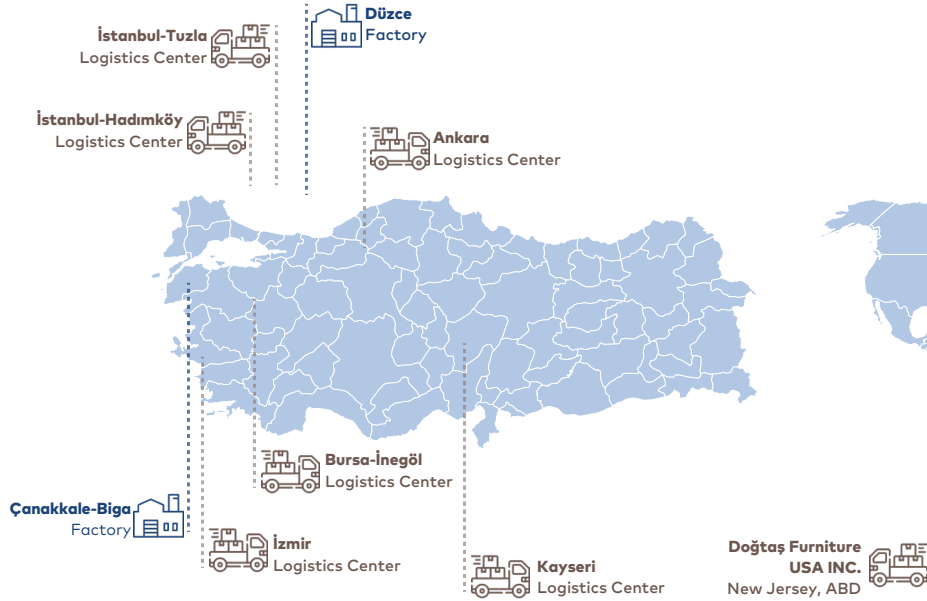 Düzce
Factory
İstanbul-Tuzla
Logistics Center
İstanbul-Hadımköy
Logistics Center
Ankara
Logistics Center
Bursa-İnegöl
Logistics Center
Çanakkale-Biga
Factory
İzmir
Logistics Center
Kayseri
Logistics Center
Doğtaş Furniture
USA INC.
New Jersey, ABD